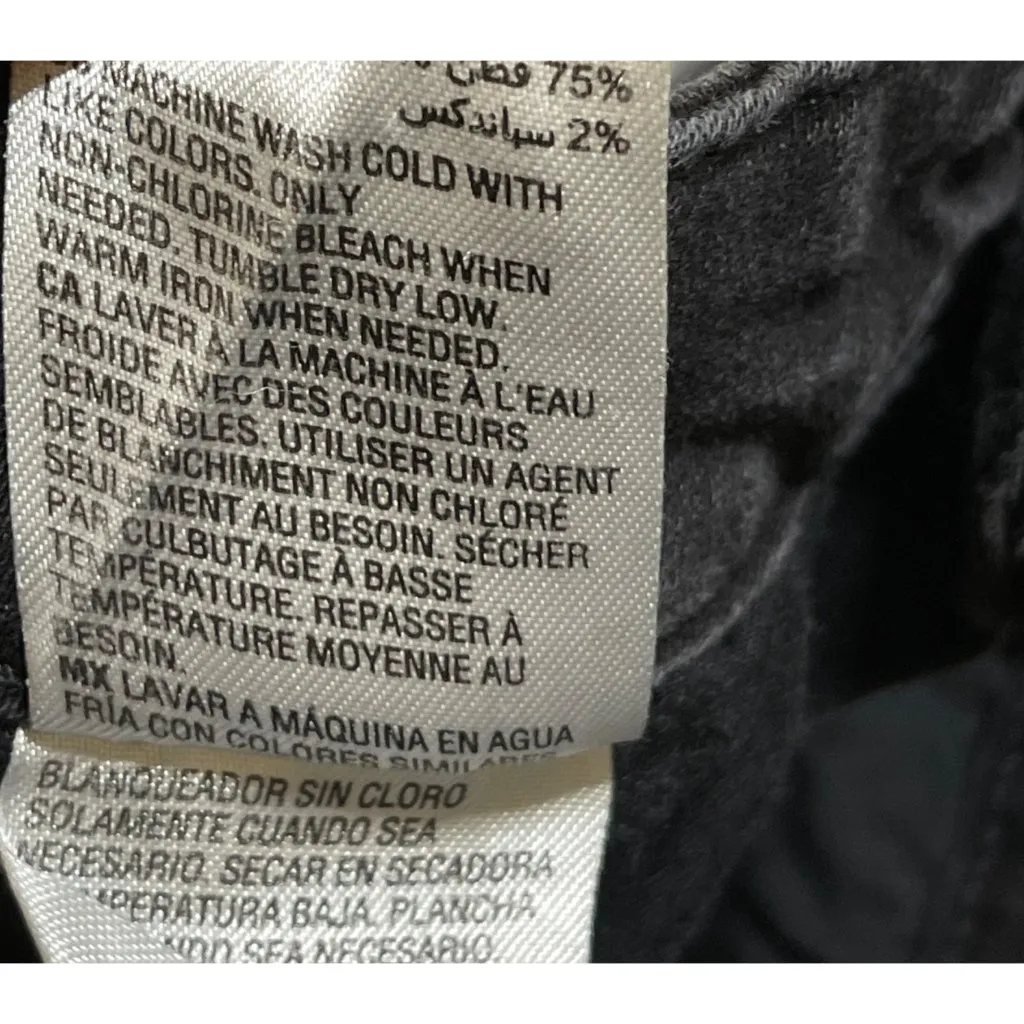 قطن 75%
سباندكس 2%
MACHINE WASH COLD WITH
LIKE COLORS. ONLY
NON-CHLORINE BLEACH WHEN
NEEDED. TUMBLE DRY LOW.
WARM IRON WHEN NEEDED.
CA LAVER À LA MACHINE À L'EAU
FROIDE AVEC DES COULEURS
SEMBLABLES. UTILISER UN AGENT
DE BLANCHIMENT NON CHLORÉ
SEULEMENT AU BESOIN. SÉCHER
PAR CULBUTAGE À BASSE
TEMPÉRATURE. REPASSER À
TEMPÉRATURE MOYENNE AU
BESOIN.
MX LAVAR A MÁQUINA EN AGUA
FRÍA CON COLORES SIMILARES
BLANQUEADOR SIN CLORO
SOLAMENTE CUANDO SEA
NECESARIO. SECAR EN SECADORA
BAJA. PLANCHA
SEA NECESARIO